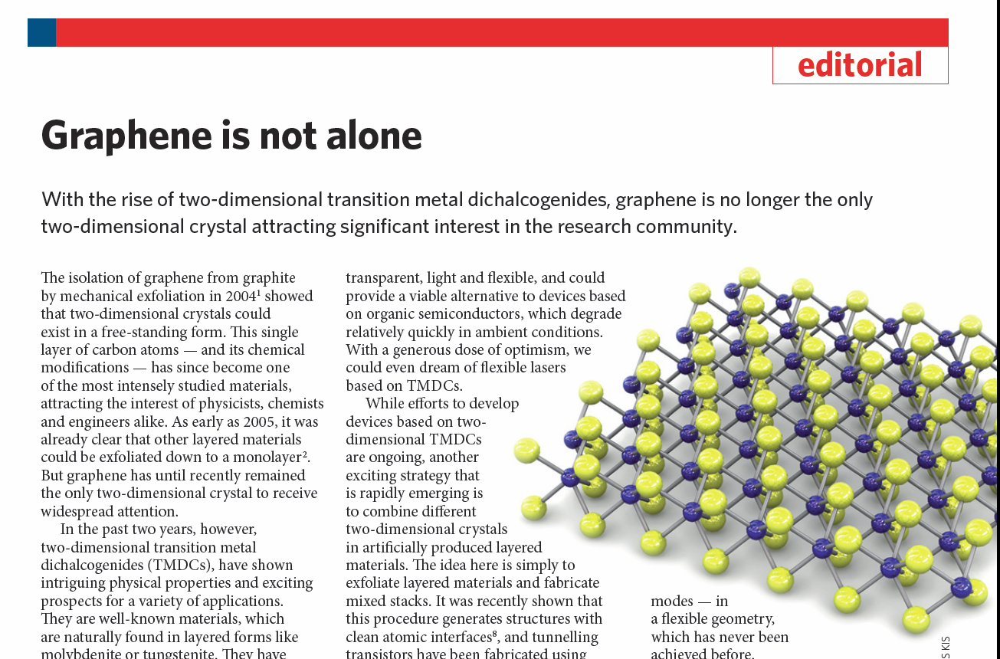 editorial
Graphene is not alone
With the rise of two-dimensional transition metal dichalcogenides, graphene is no longer the only
two-dimensional crystal attracting significant interest in the research community.
The isolation of graphene from graphite
by mechanical exfoliation in 2004¹ showed
that two-dimensional crystals could
exist in a free-standing form. This single
layer of carbon atoms — and its chemical
modifications — has since become one
of the most intensely studied materials,
attracting the interest of physicists, chemists
and engineers alike. As early as 2005, it was
already clear that other layered materials
could be exfoliated down to a monolayer².
But graphene has until recently remained
the only two-dimensional crystal to receive
widespread attention.
In the past two years, however,
two-dimensional transition metal
dichalcogenides (TMDCs), have shown
intriguing physical properties and exciting
prospects for a variety of applications.
They are well-known materials, which
are naturally found in layered forms like
molybdenite or tungstenite. They have
transparent, light and flexible, and could
provide a viable alternative to devices based
on organic semiconductors, which degrade
relatively quickly in ambient conditions.
With a generous dose of optimism, we
could even dream of flexible lasers
based on TMDCs.
While efforts to develop
devices based on two-
dimensional TMDCs
are ongoing, another
exciting strategy that
is rapidly emerging is
to combine different
two-dimensional crystals
in artificially produced layered
materials. The idea here is simply to
exfoliate layered materials and fabricate
mixed stacks. It was recently shown that
this procedure generates structures with
clean atomic interfaces⁸, and tunnelling
transistors have been fabricated using
modes — in
a flexible geometry,
which has never been
achieved before.
S KIS